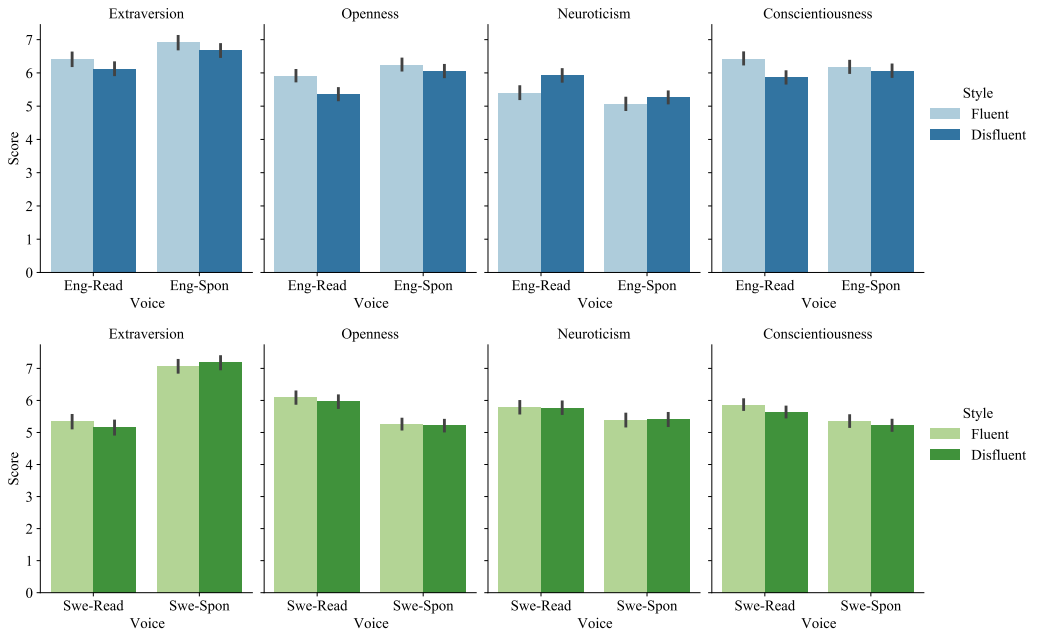 Extraversion Openness Neuroticism Conscientiousness
7
6
5
4
3
2
1
0
Score
Eng-Read Eng-Spon Eng-Read Eng-Spon Eng-Read Eng-Spon Eng-Read Eng-Spon
Voice Voice Voice Voice
Style
Fluent
Disfluent
Extraversion Openness Neuroticism Conscientiousness
7
6
5
4
3
2
1
0
Score
Swe-Read Swe-Spon Swe-Read Swe-Spon Swe-Read Swe-Spon Swe-Read Swe-Spon
Voice Voice Voice Voice
Style
Fluent
Disfluent